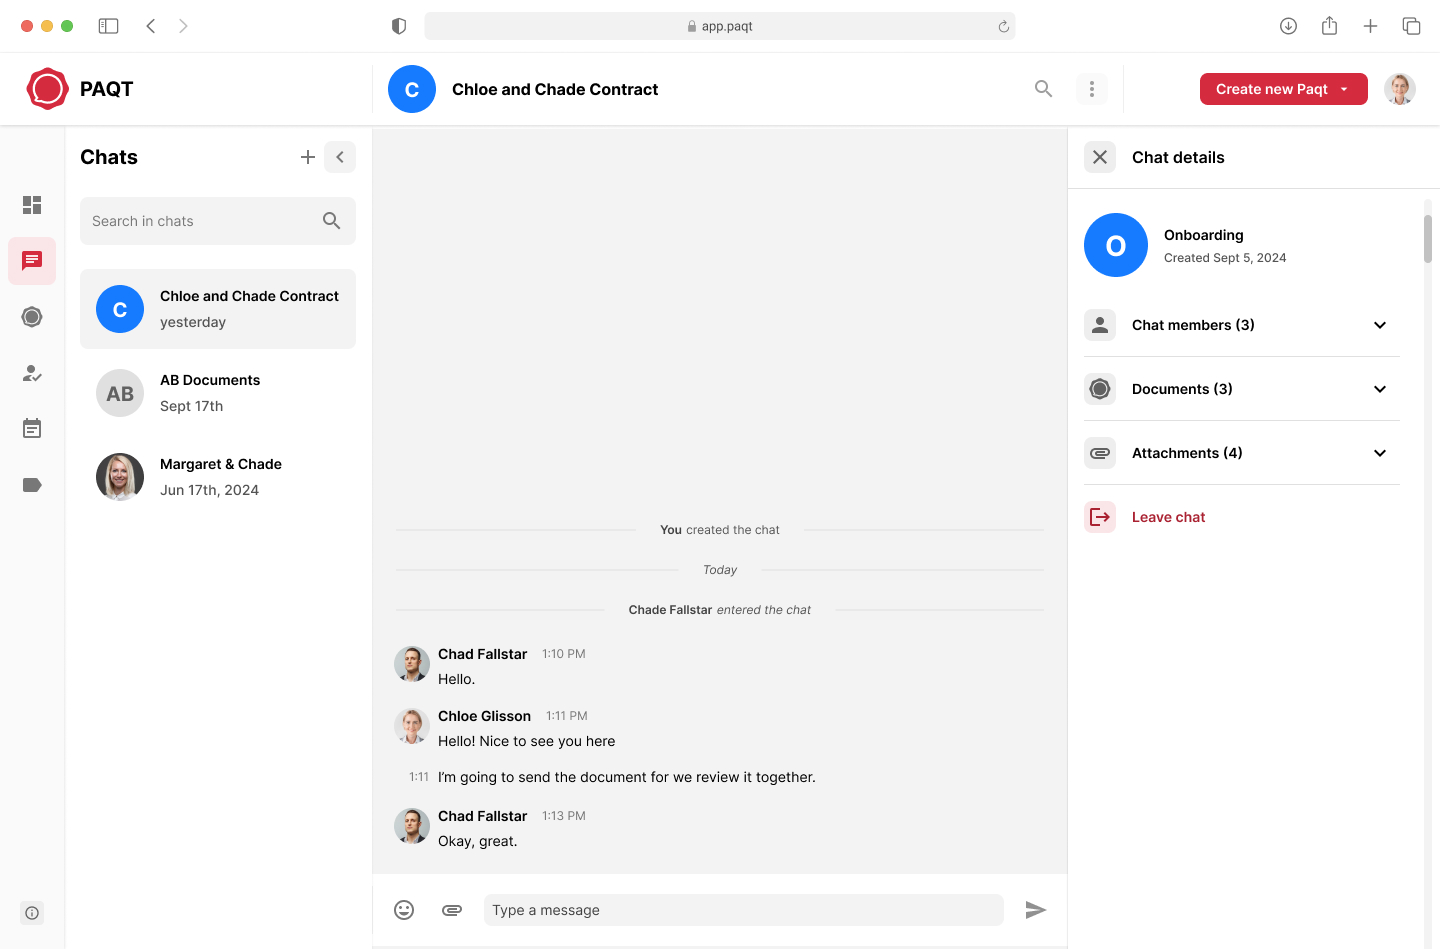 app.paqt
PAQT
C
Chloe and Chade Contract
Create new Paqt
Chats
Search in chats
C
Chloe and Chade Contract
yesterday
AB
AB Documents
Sept 17th
Margaret & Chade
Jun 17th, 2024
You created the chat
Today
Chade Fallstar entered the chat
Chad Fallstar 1:10 PM
Hello.
Chloe Glisson 1:11 PM
Hello! Nice to see you here
1:11 I’m going to send the document for we review it together.
Chad Fallstar 1:13 PM
Okay, great.
Type a message
Chat details
O
Onboarding
Created Sept 5, 2024
Chat members (3)
Documents (3)
Attachments (4)
Leave chat